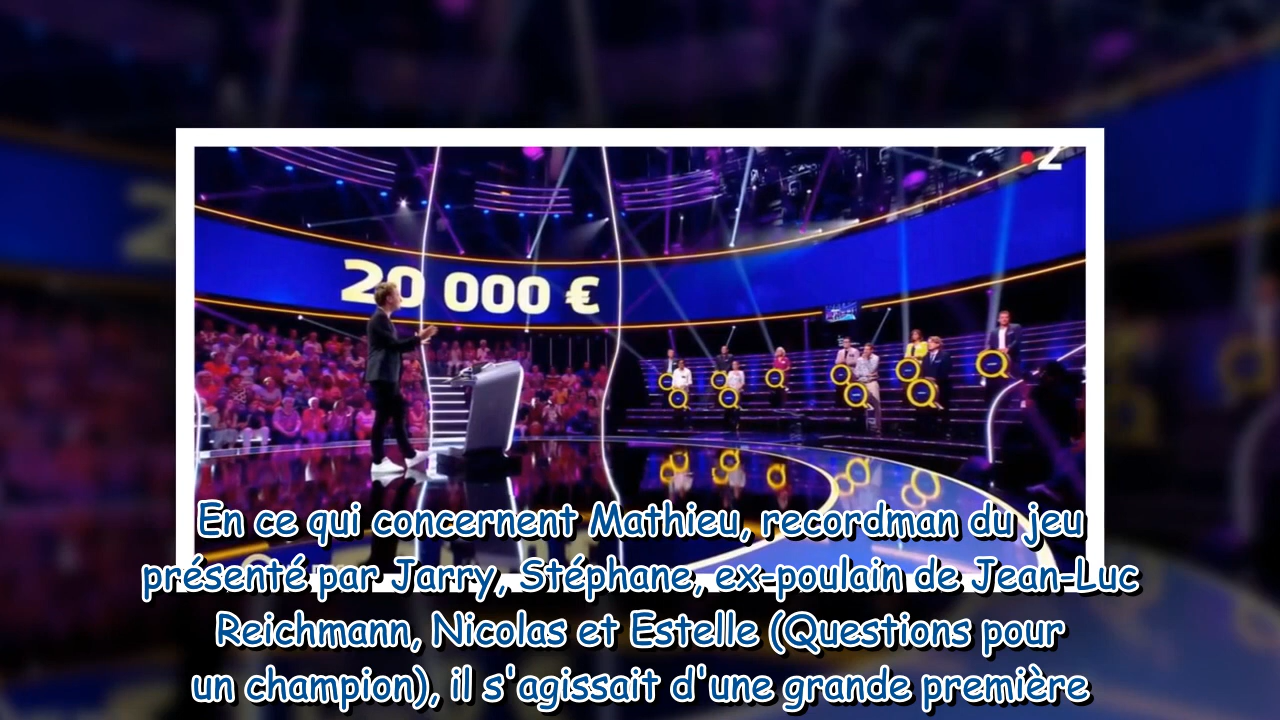 2
20 000 €
En ce qui concernent Mathieu, recordman du jeu
présenté par Jarry, Stéphane, ex-poulain de Jean-Luc
Reichmann, Nicolas et Estelle (Questions pour
un champion), il s'agissait d'une grande première